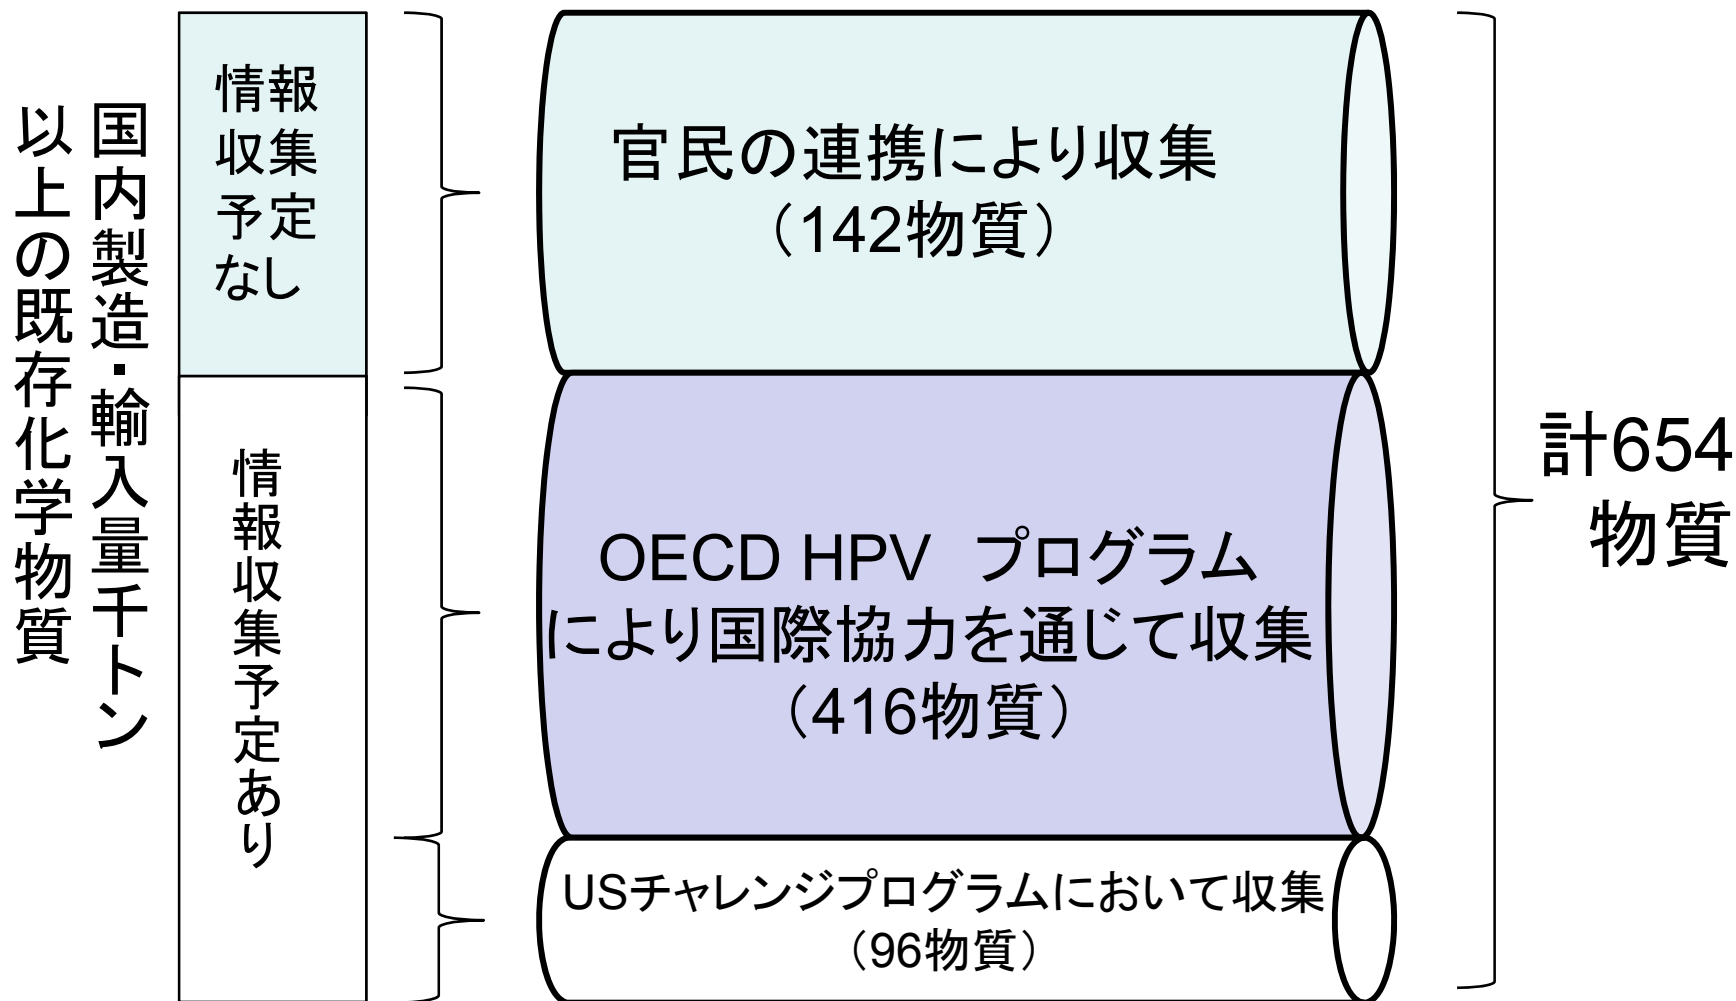 国内製造・輸入量千トン
以上の既存化学物質
情報
収集
予定
なし
情報収集予定あり
官民の連携により収集
（142物質）
OECD HPV　プログラム
により国際協力を通じて収集
（416物質）
USチャレンジプログラムにおいて収集
（96物質）
計654
物質